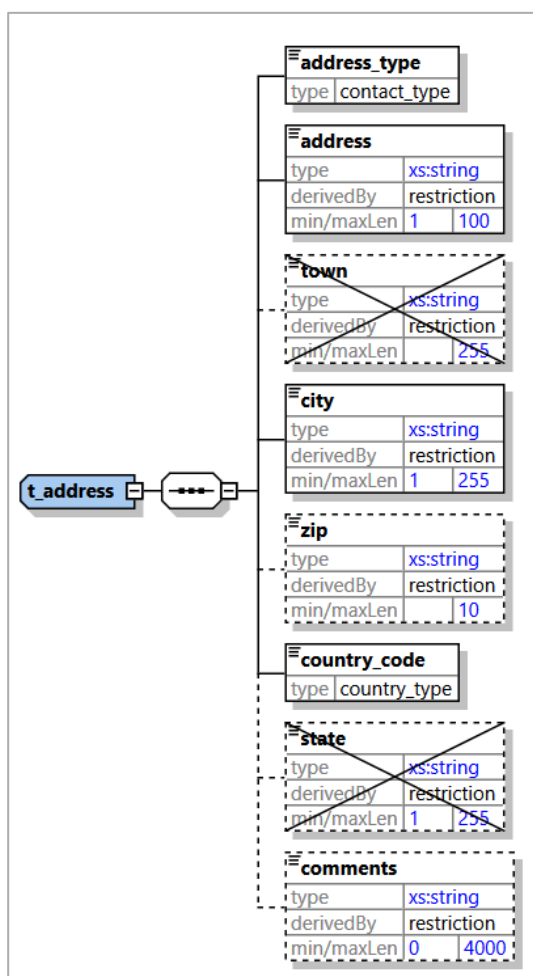 address_type
type contact_type
address
type xs:string
derivedBy restriction
min/maxLen 1 100
town
type xs:string
derivedBy restriction
min/maxLen 255
city
type xs:string
derivedBy restriction
min/maxLen 1 255
t_address
zip
type xs:string
derivedBy restriction
min/maxLen 10
country_code
type country_type
state
type xs:string
derivedBy restriction
min/maxLen 1 255
comments
type xs:string
derivedBy restriction
min/maxLen 0 4000